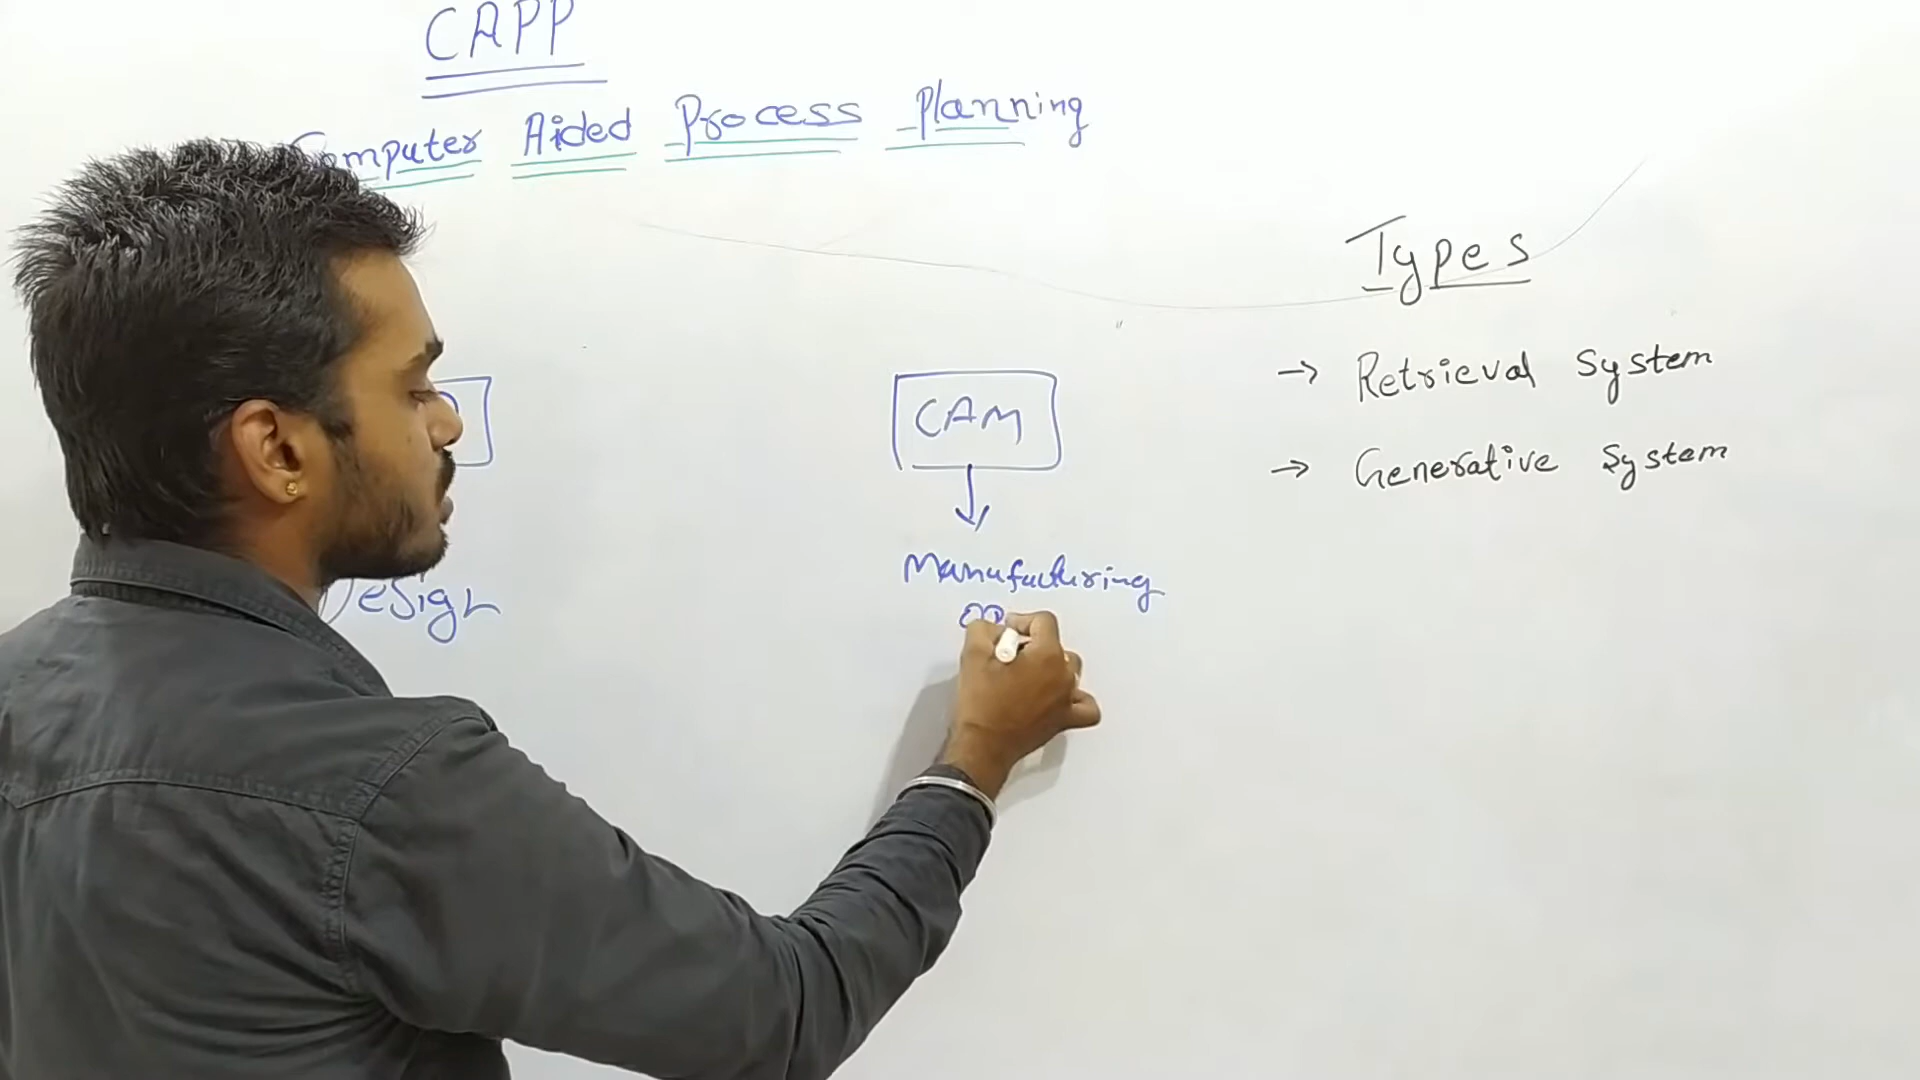 CAPP
Computer Aided Process Planning
Types
→ Retrieval System
CAM
→ Generative System
Manufacturing
Design